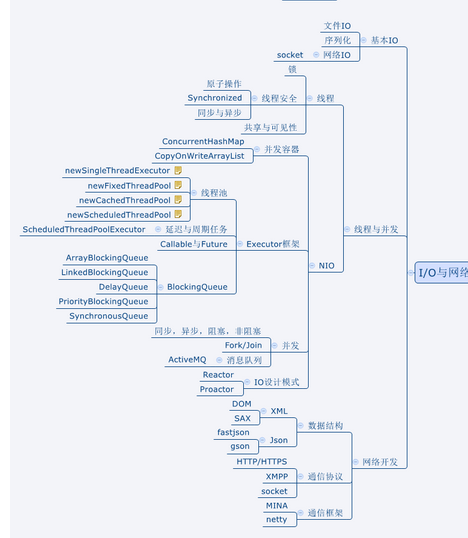 文件IO
序列化
基本IO
socket
网络IO
锁
原子操作
Synchronized
线程安全
线程
同步与异步
共享与可见性
ConcurrentHashMap
并发容器
CopyOnWriteArrayList
newSingleThreadExecutor
newFixedThreadPool
线程池
newCachedThreadPool
newScheduledThreadPool
ScheduledThreadPoolExecutor
延迟与周期任务
线程与并发
Callable与Future
Executor框架
ArrayBlockingQueue
NIO
LinkedBlockingQueue
I/O与网络
DelayQueue
BlockingQueue
PriorityBlockingQueue
SynchronousQueue
同步，异步，阻塞，非阻塞
Fork/Join
并发
ActiveMQ
消息队列
Reactor
IO设计模式
Proactor
DOM
XML
SAX
数据结构
fastjson
Json
gson
HTTP/HTTPS
网络开发
XMPP
通信协议
socket
MINA
通信框架
netty